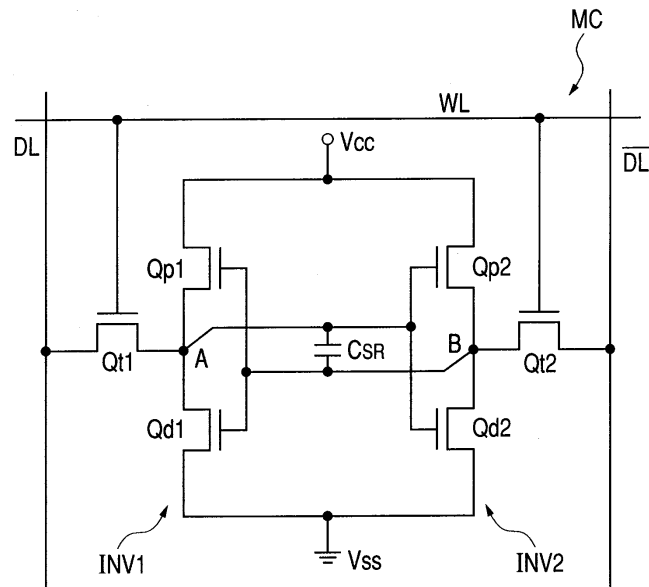 MC
WL
DL
Vcc
DL
Qp1
Qp2
Qt1
A
CSR
B
Qt2
Qd1
Qd2
INV1
Vss
INV2